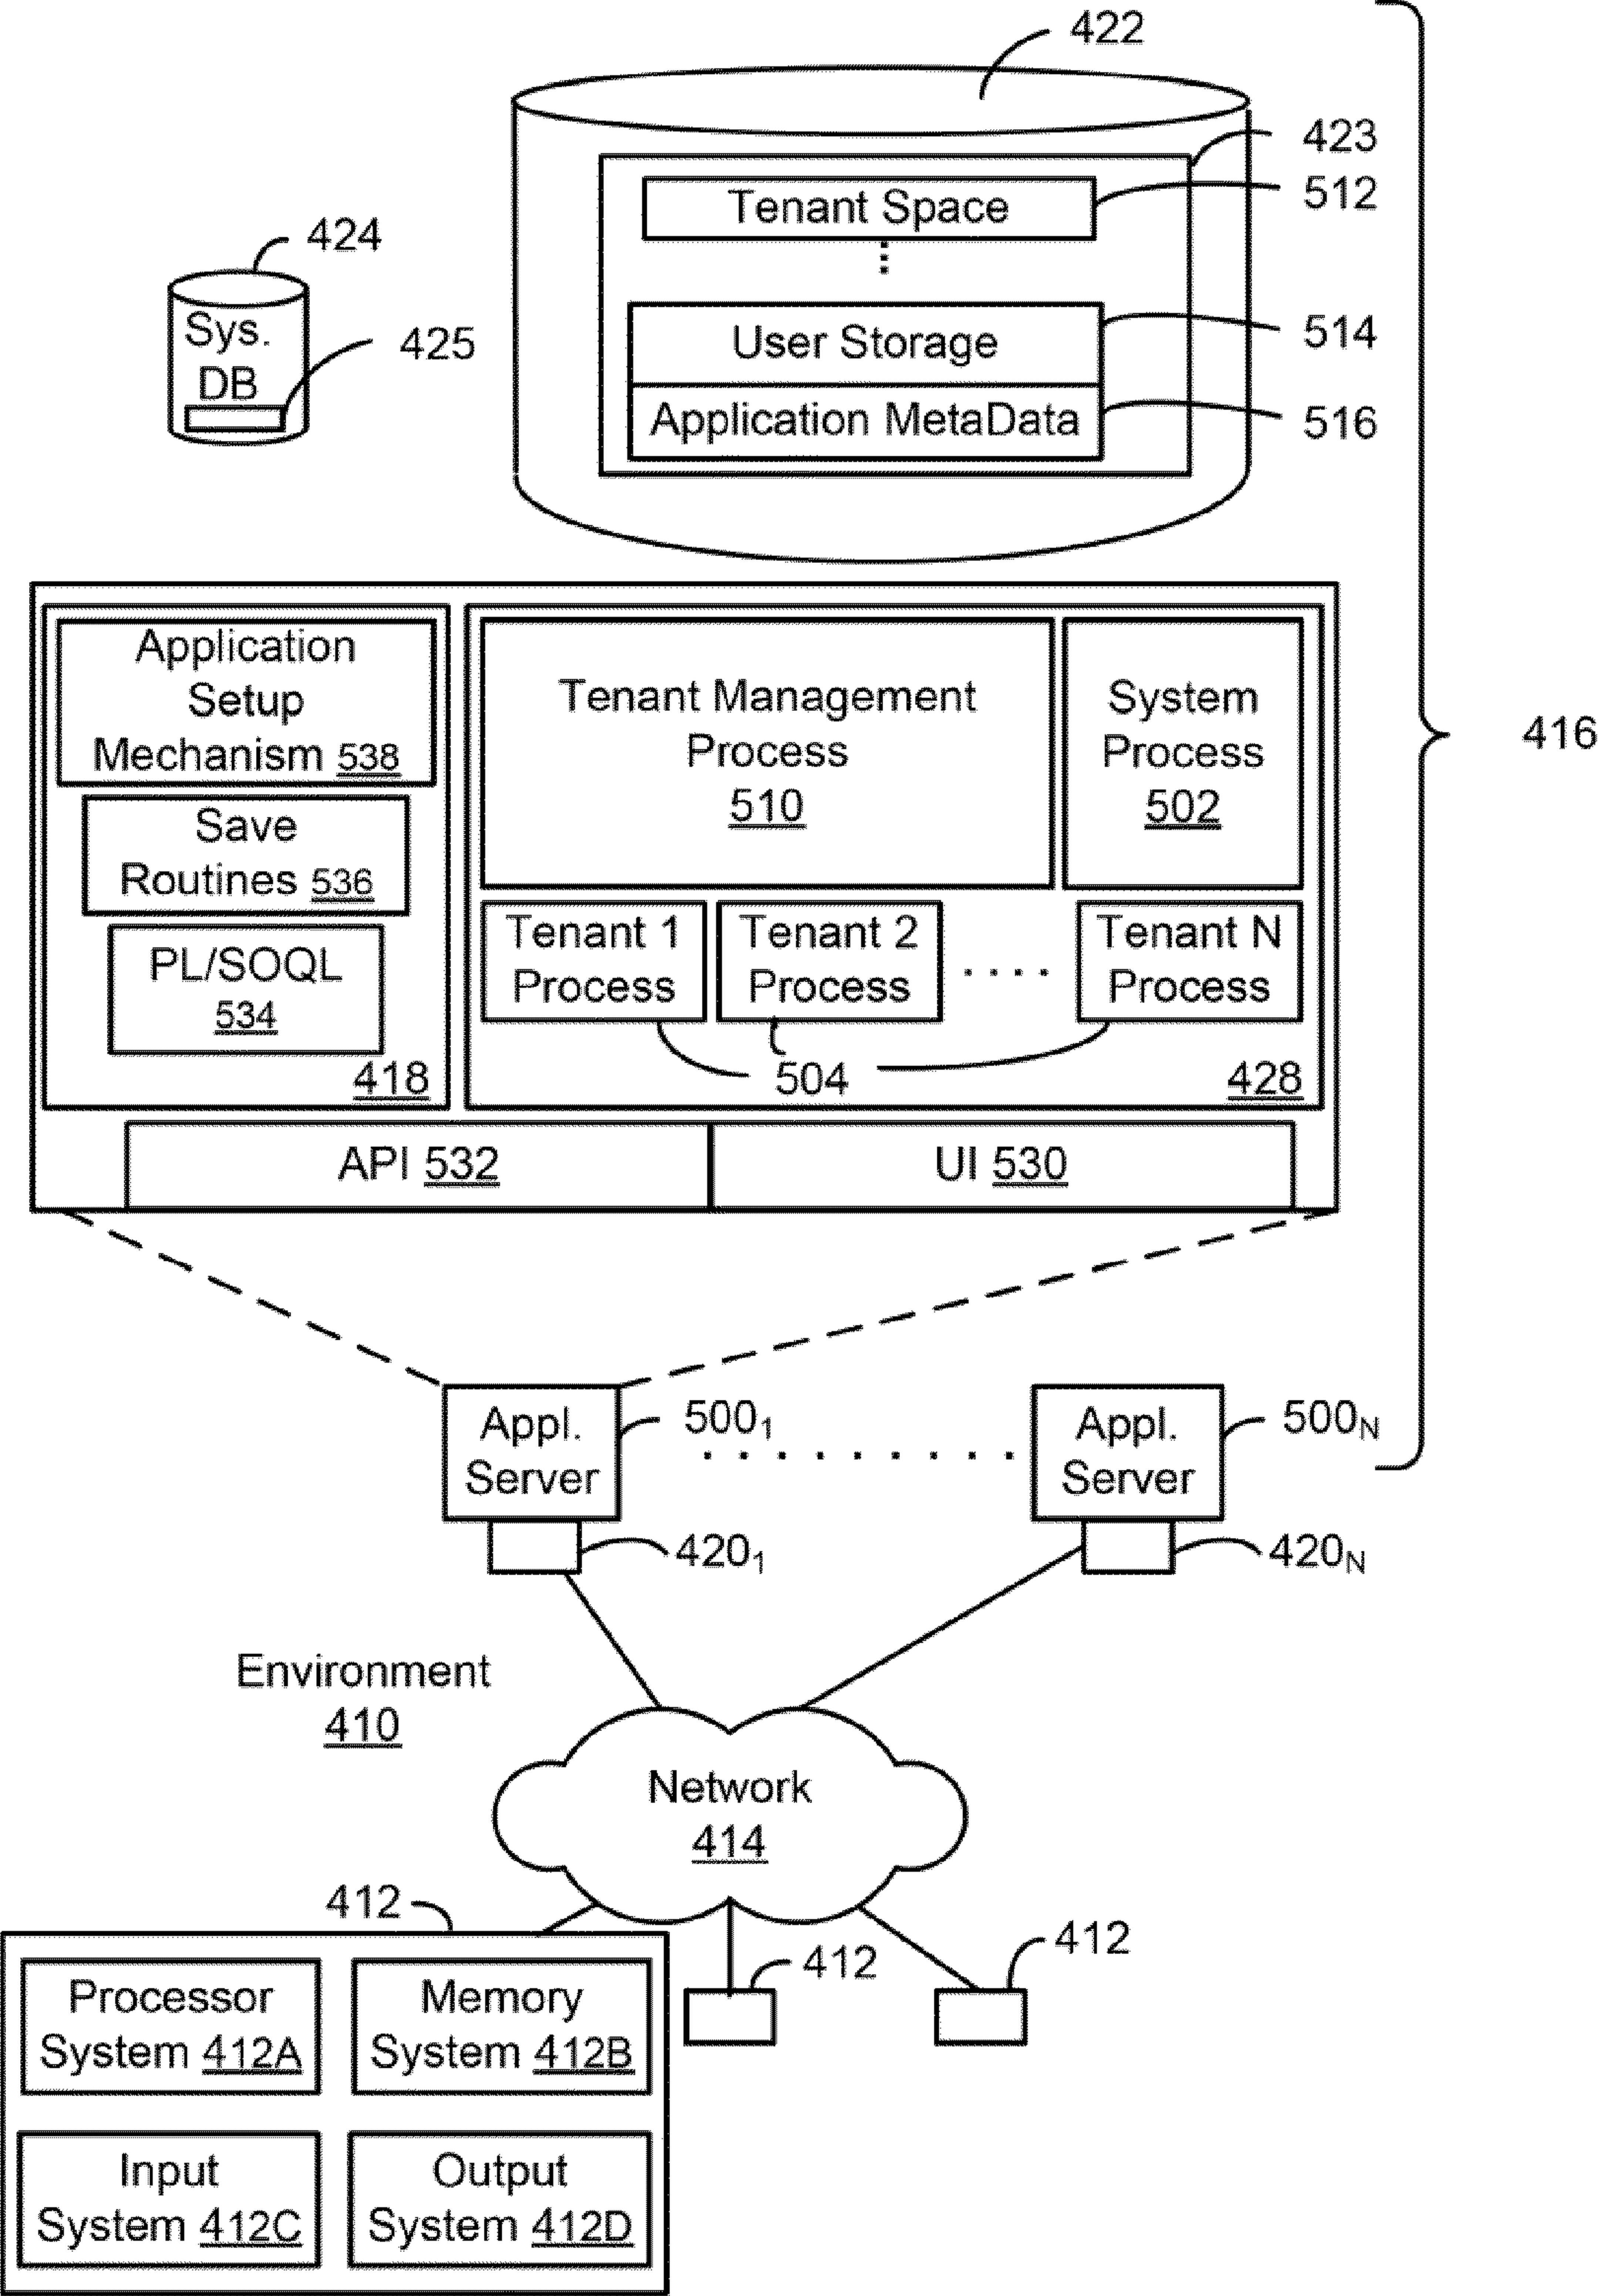 422
423
Tenant Space
512
424
Sys.
DB
425
User Storage
514
Application MetaData
516
416
Application
Setup
Mechanism 538
Tenant Management
Process
510
System
Process
502
Save
Routines 536
PL/SOQL
534
Tenant 1
Process
Tenant 2
Process
. . . .
Tenant N
Process
504
418
428
API 532
UI 530
Appl.
Server
500₁
. . . . . . . . .
Appl.
Server
500N
420₁
420N
Environment
410
Network
414
412
412
412
Processor
System 412A
Memory
System 412B
Input
System 412C
Output
System 412D